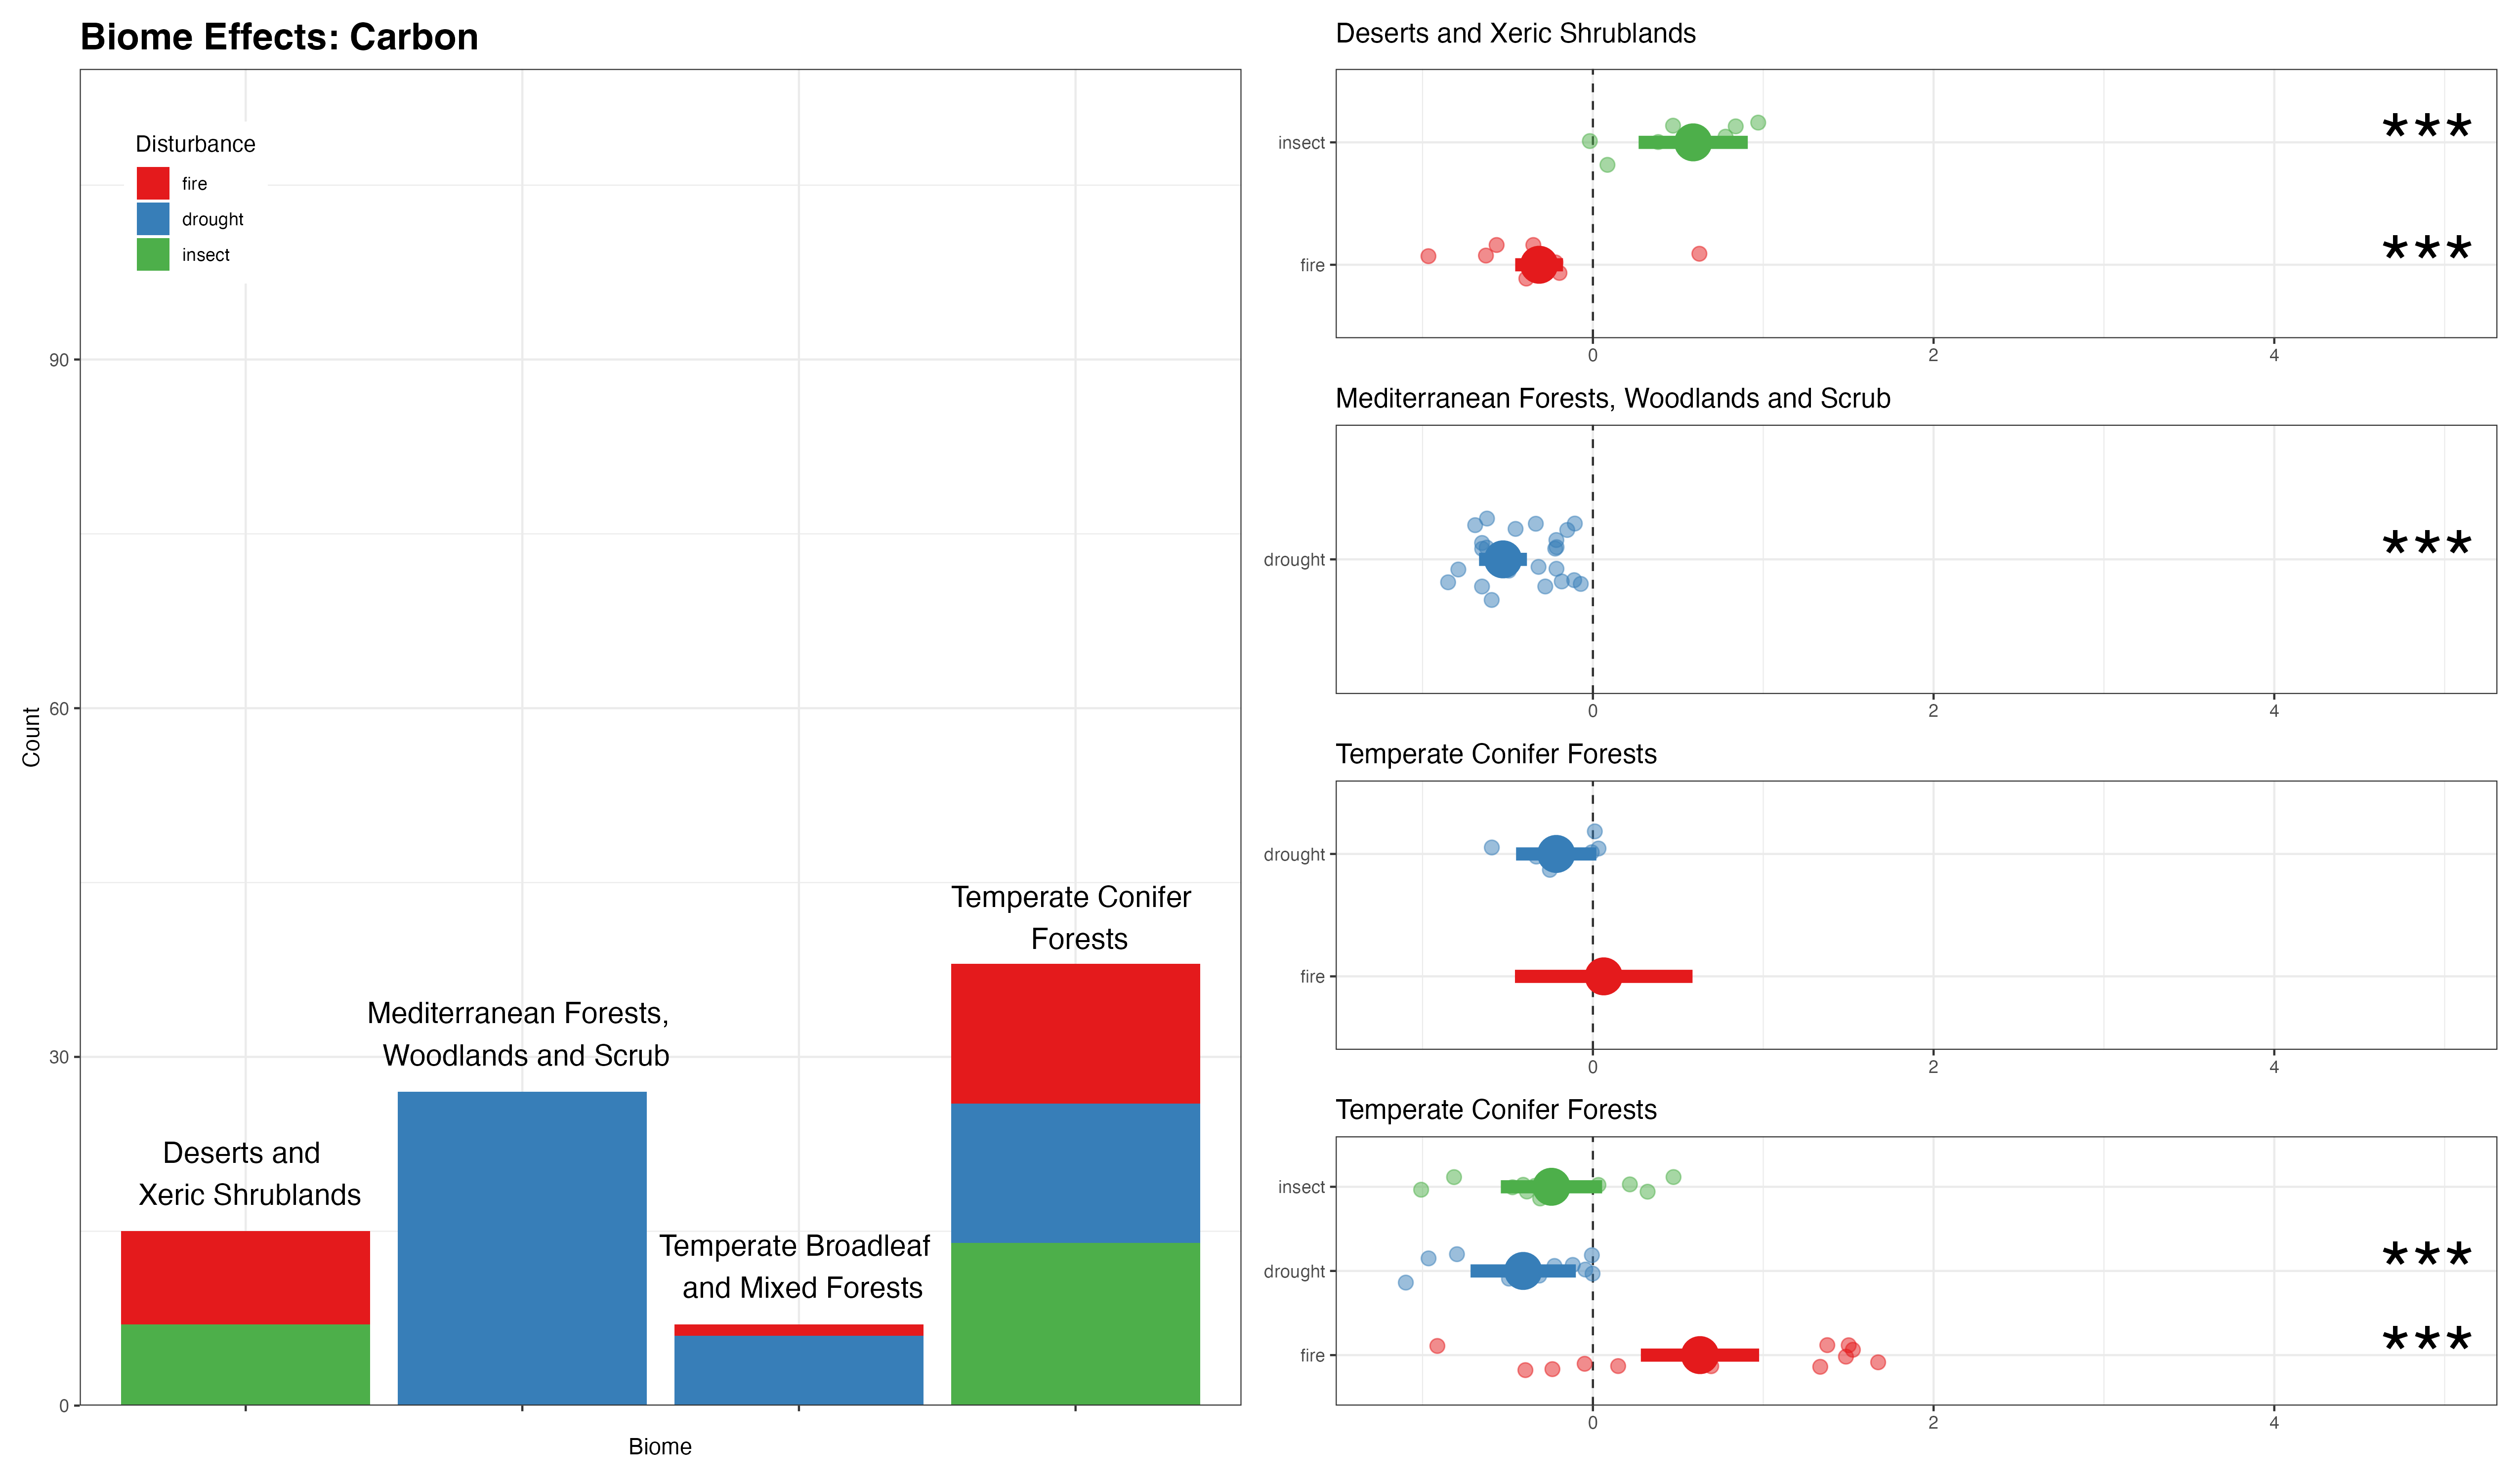 Biome Effects: Carbon
Disturbance
fire
drought
insect
90
60
30
0
Count
Deserts and
Xeric Shrublands
Mediterranean Forests,
Woodlands and Scrub
Temperate Broadleaf
and Mixed Forests
Temperate Conifer
Forests
Biome
Deserts and Xeric Shrublands
insect ***
fire ***
0 2 4
Mediterranean Forests, Woodlands and Scrub
drought ***
0 2 4
Temperate Conifer Forests
drought
fire
0 2 4
Temperate Conifer Forests
insect
drought ***
fire ***
0 2 4